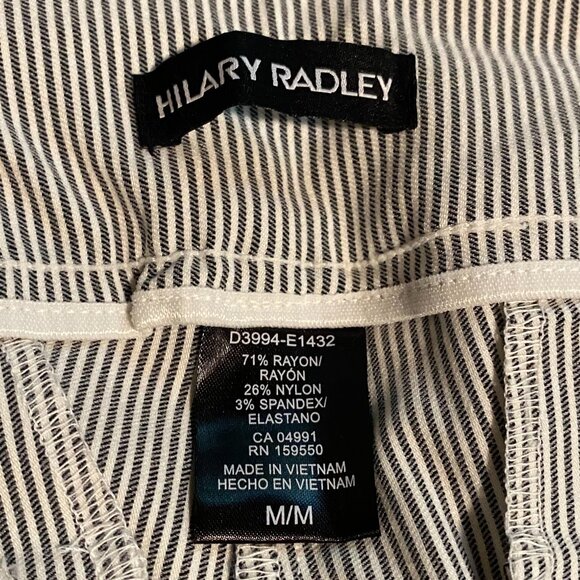 HILARY RADLEY
D3994-E1432
71% RAYON/
RAYÓN
26% NYLON
3% SPANDEX/
ELASTANO
CA 04991
RN 159550
MADE IN VIETNAM
HECHO EN VIETNAM
M/M